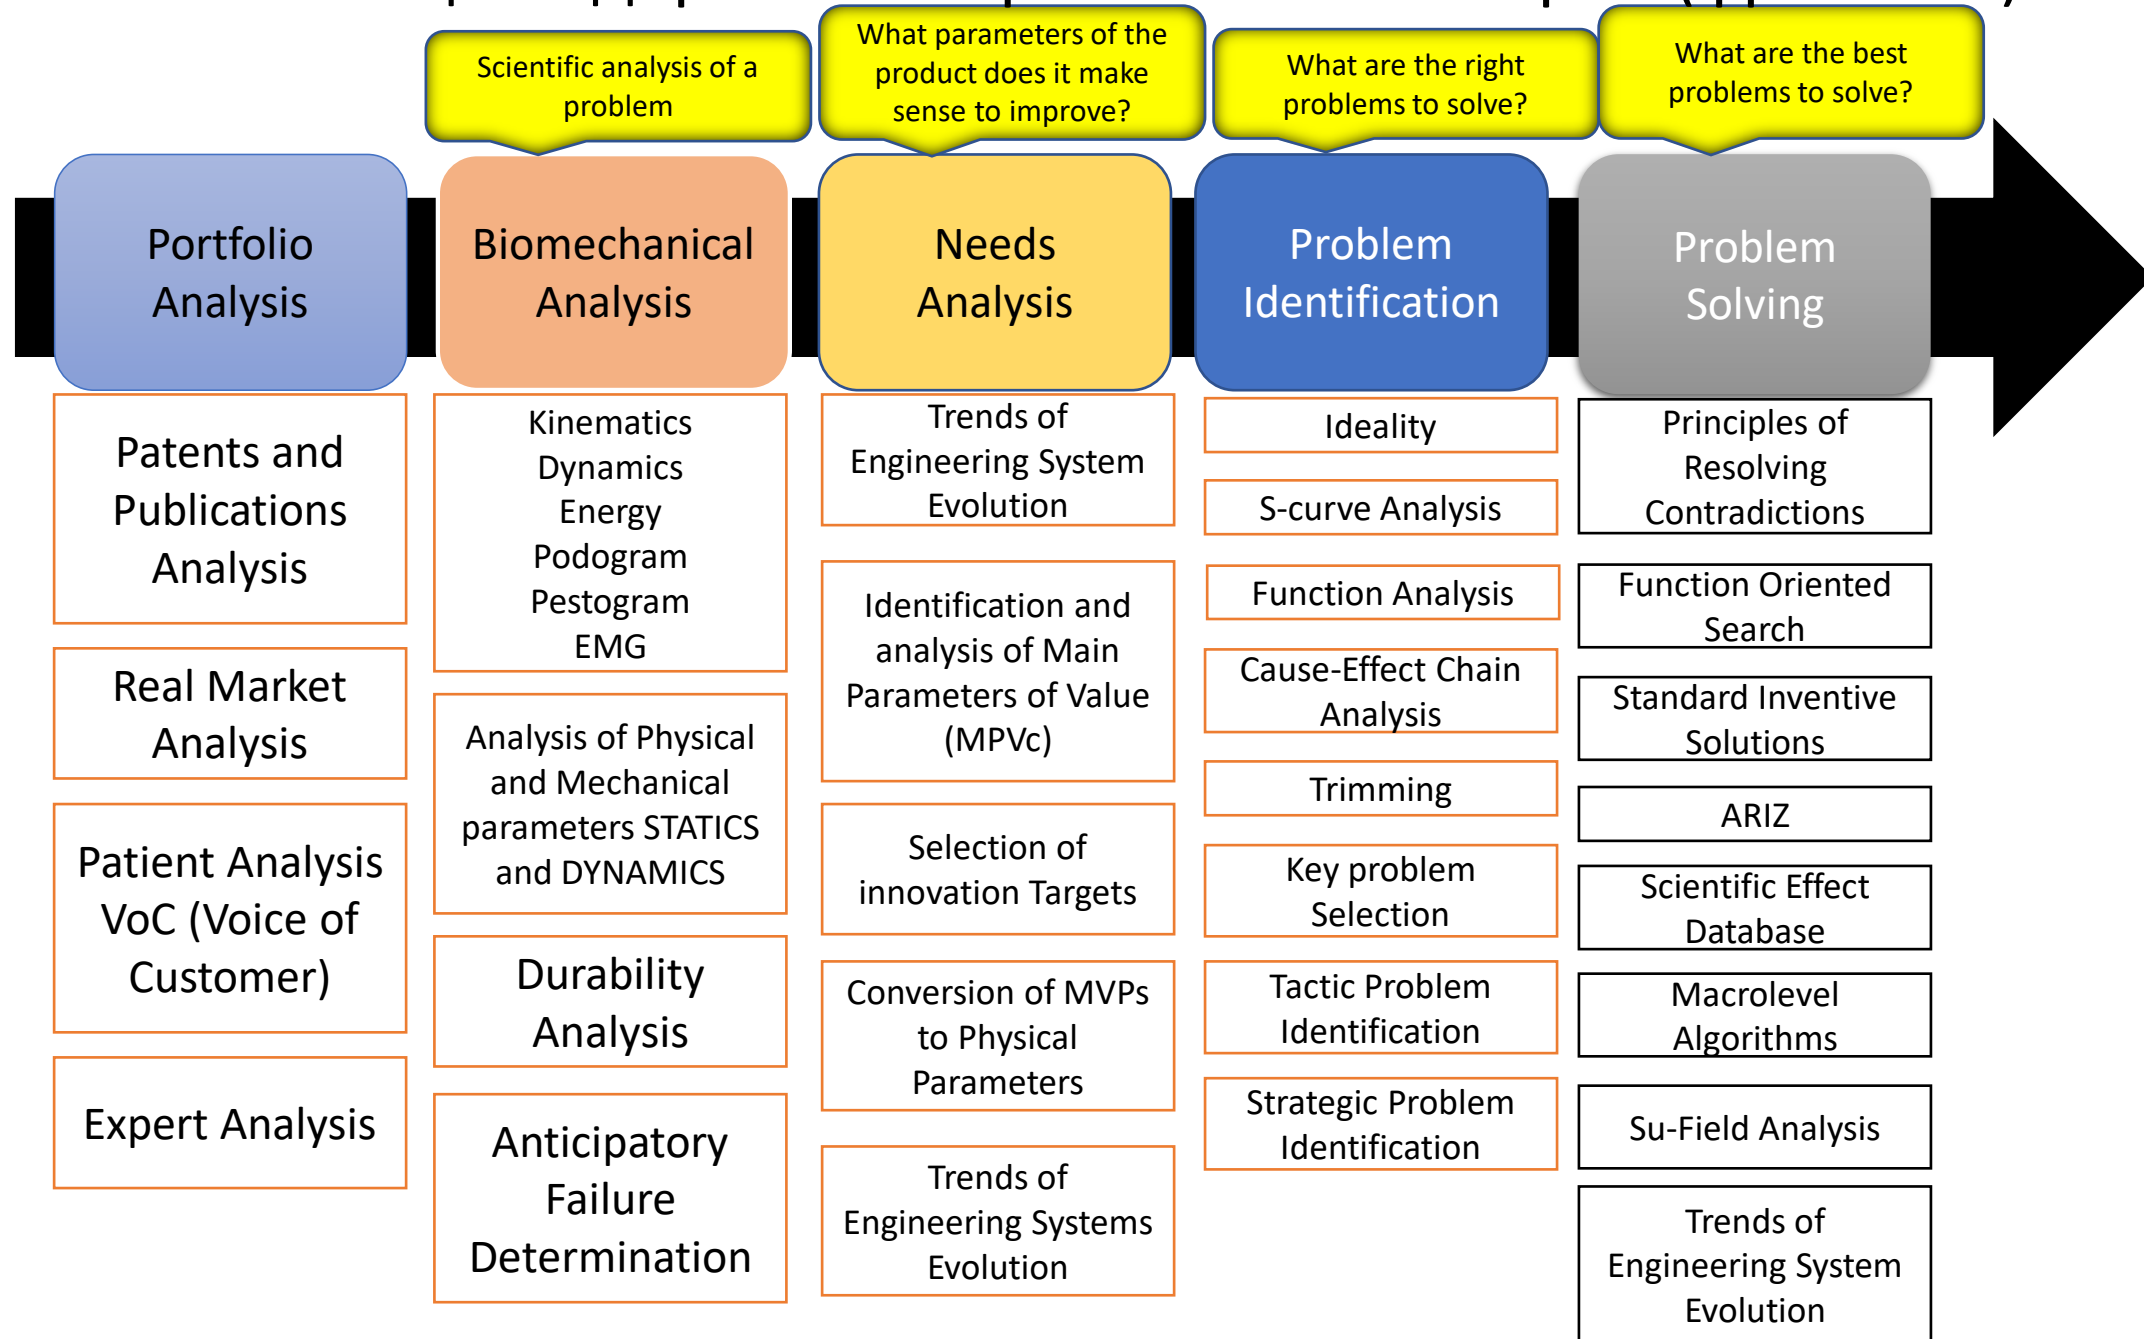 Scientific analysis of a
problem
What parameters of the
product does it make
sense to improve?
What are the right
problems to solve?
What are the best
problems to solve?
Portfolio
Analysis
Biomechanical
Analysis
Needs
Analysis
Problem
Identification
Problem
Solving
Patents and
Publications
Analysis
Real Market
Analysis
Patient Analysis
VoC (Voice of
Customer)
Expert Analysis
Kinematics
Dynamics
Energy
Podogram
Pestogram
EMG
Analysis of Physical
and Mechanical
parameters STATICS
and DYNAMICS
Durability
Analysis
Anticipatory
Failure
Determination
Trends of
Engineering System
Evolution
Identification and
analysis of Main
Parameters of Value
(MPVc)
Selection of
innovation Targets
Conversion of MVPs
to Physical
Parameters
Trends of
Engineering Systems
Evolution
Ideality
S-curve Analysis
Function Analysis
Cause-Effect Chain
Analysis
Trimming
Key problem
Selection
Tactic Problem
Identification
Strategic Problem
Identification
Principles of
Resolving
Contradictions
Function Oriented
Search
Standard Inventive
Solutions
ARIZ
Scientific Effect
Database
Macrolevel
Algorithms
Su-Field Analysis
Trends of
Engineering System
Evolution